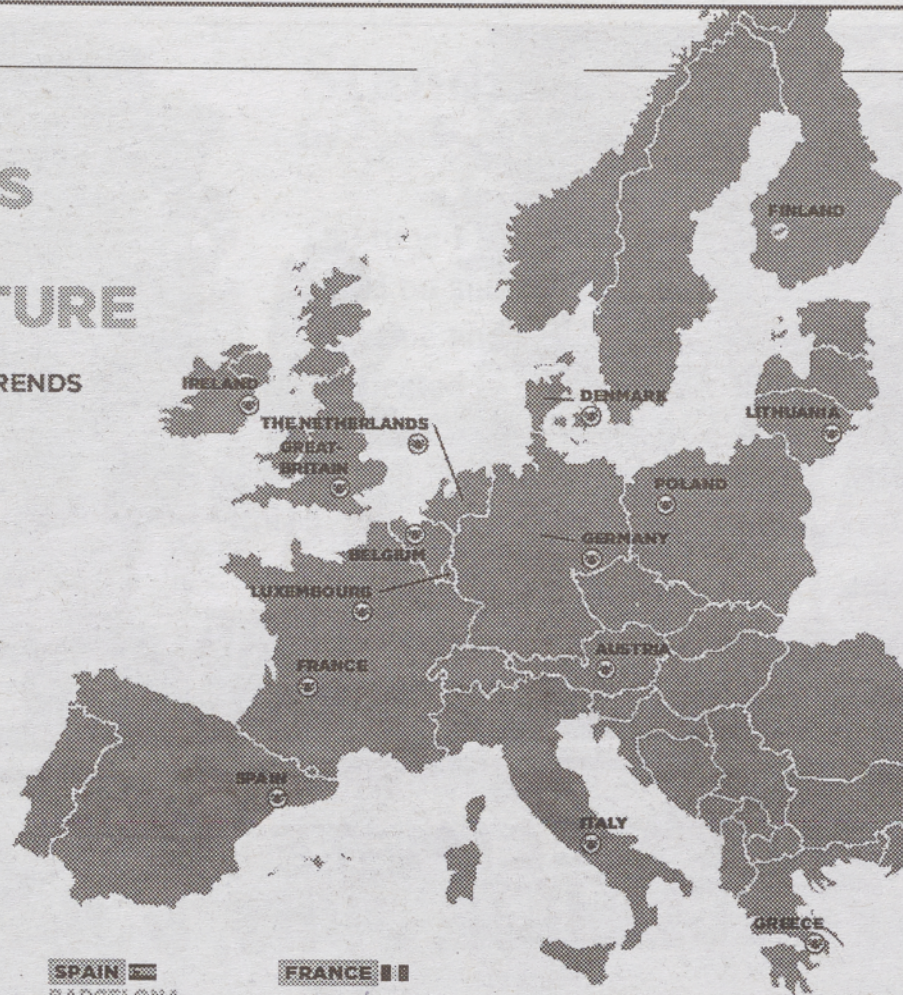 S
TURE
RENDS
FINLAND
IRELAND
DENMARK
THE NETHERLANDS
LITHUANIA
GREAT-
BRITAIN
POLAND
GERMANY
BELGIUM
LUXEMBOURG
AUSTRIA
FRANCE
SPAIN
ITALY
GREECE
SPAIN
FRANCE
BARCELONA